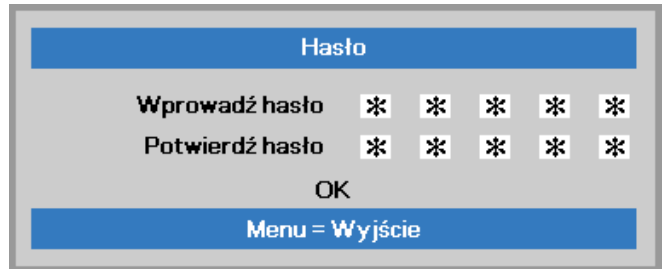 Hasło
Wprowadź hasło * * * * *
Potwierdź hasło * * * * *
OK
Menu = Wyjście